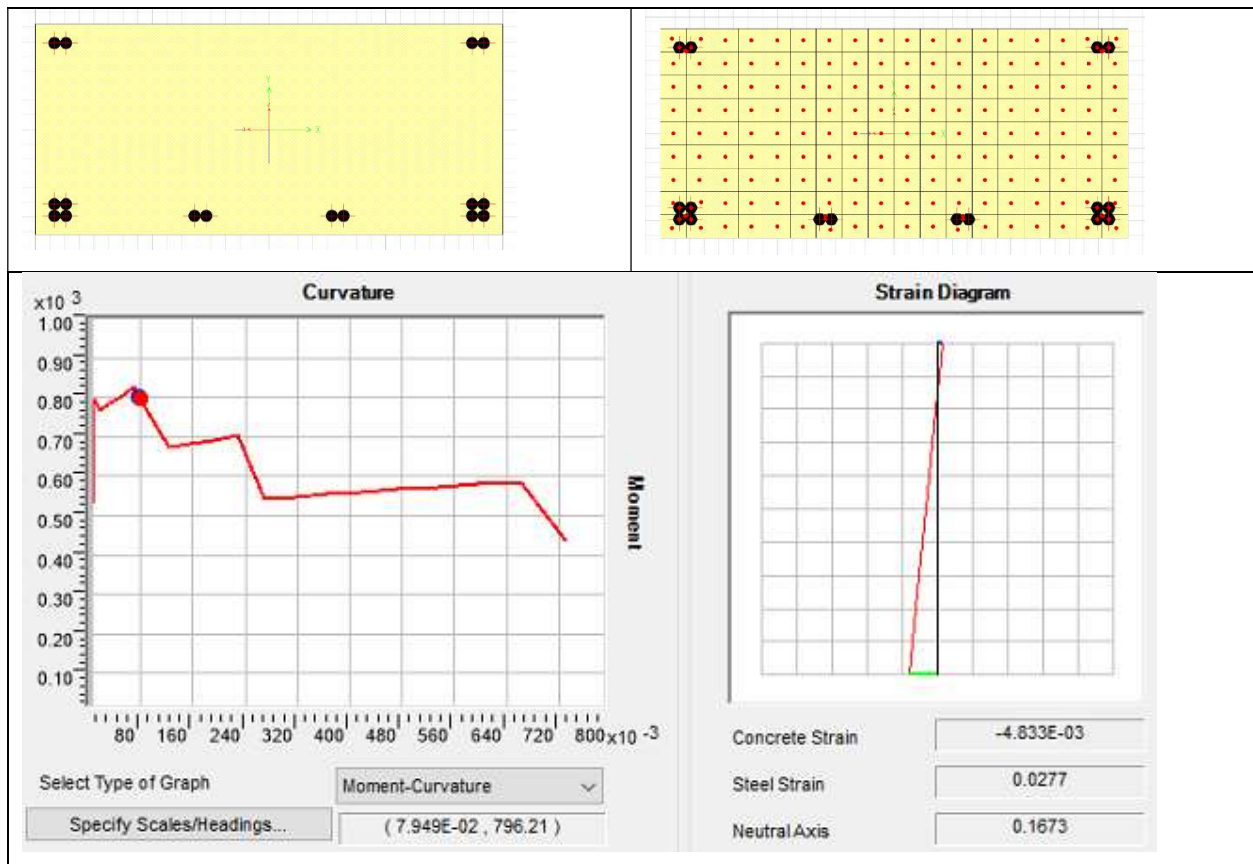 Curvature
x10 3
1.00
0.90
0.80
0.70
0.60
0.50
0.40
0.30
0.20
0.10
80 160 240 320 400 480 560 640 720 800 x10 -3
Moment
Select Type of Graph
Moment-Curvature
Specify Scales/Headings...
( 7.949E-02 , 796.21 )
Strain Diagram
Concrete Strain
-4.833E-03
Steel Strain
0.0277
Neutral Axis
0.1673